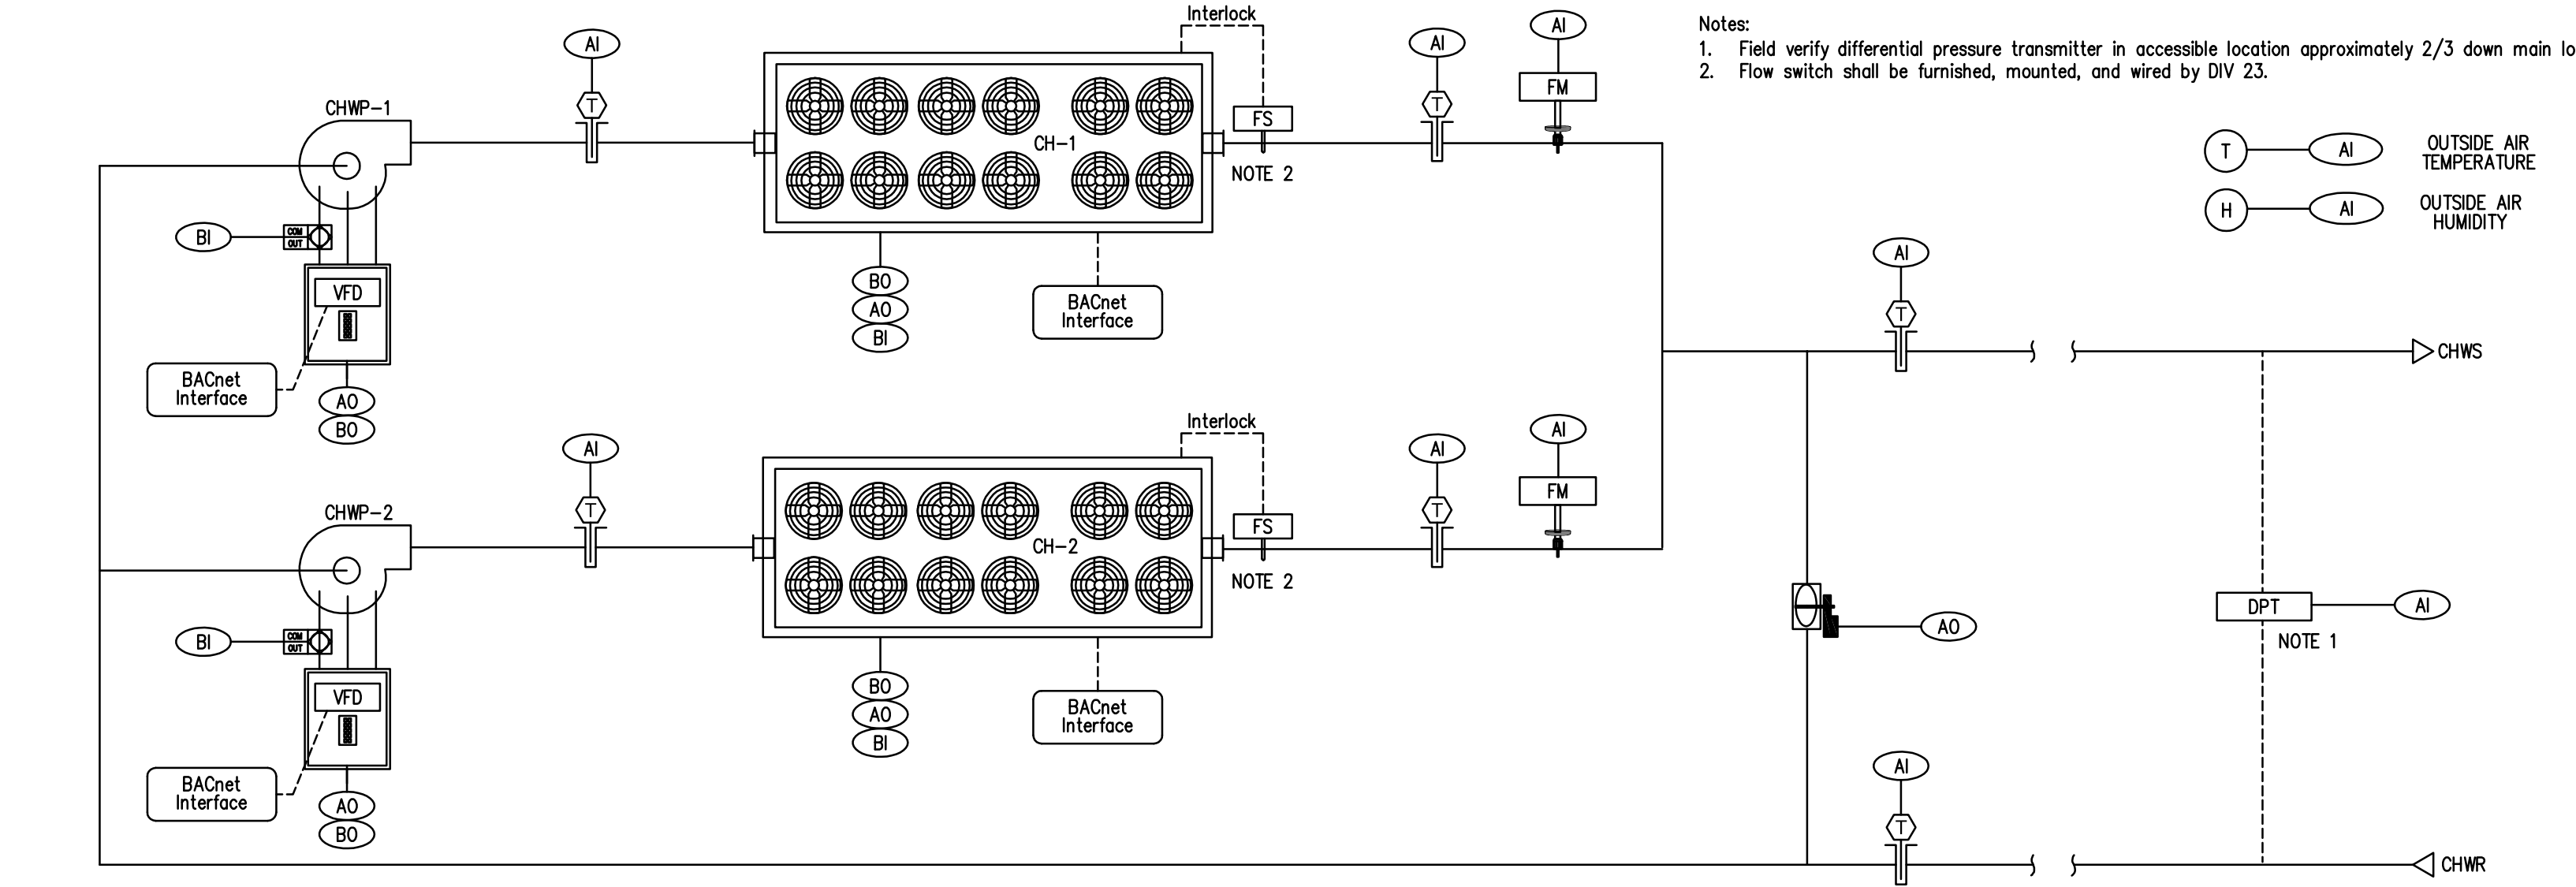 Notes:
1. Field verify differential pressure transmitter in accessible location approximately 2/3 down main lo
2. Flow switch shall be furnished, mounted, and wired by DIV 23.
Interlock
AI
AI
AI
FM
T
T
FS
CHWP-1
CH-1
NOTE 2
T
AI
OUTSIDE AIR
TEMPERATURE
H
AI
OUTSIDE AIR
HUMIDITY
BI
COM
OUT
VFD
BACnet
Interface
AO
BO
BO
AO
BI
BACnet
Interface
AI
T
CHWS
Interlock
AI
AI
AI
FM
T
T
FS
CHWP-2
CH-2
NOTE 2
BI
COM
OUT
VFD
BACnet
Interface
AO
BO
BO
AO
BI
BACnet
Interface
AO
DPT
AI
NOTE 1
AI
T
CHWR